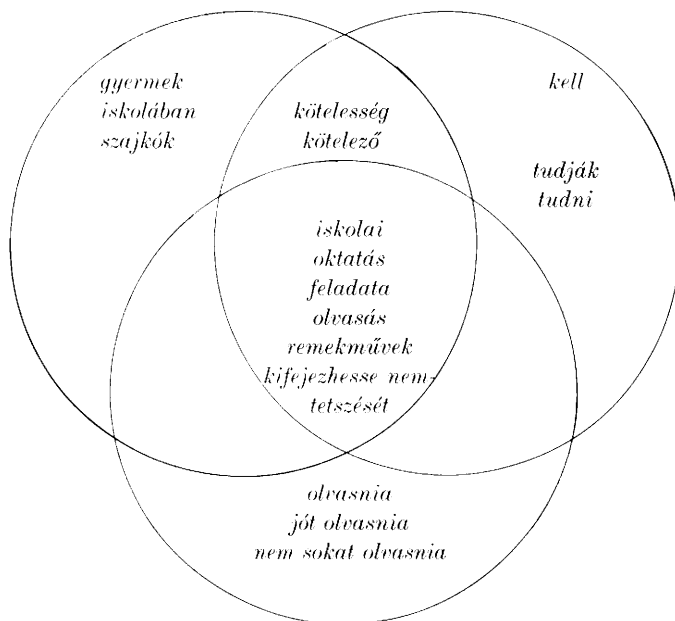 gyermek
iskolában
szajkók
kötelesség
kötelező
kell
tudják
tudni
iskolai
oktatás
feladata
olvasás
remekművek
kifejezhesse nem-
tetszését
olvasnia
jót olvasnia
nem sokat olvasnia